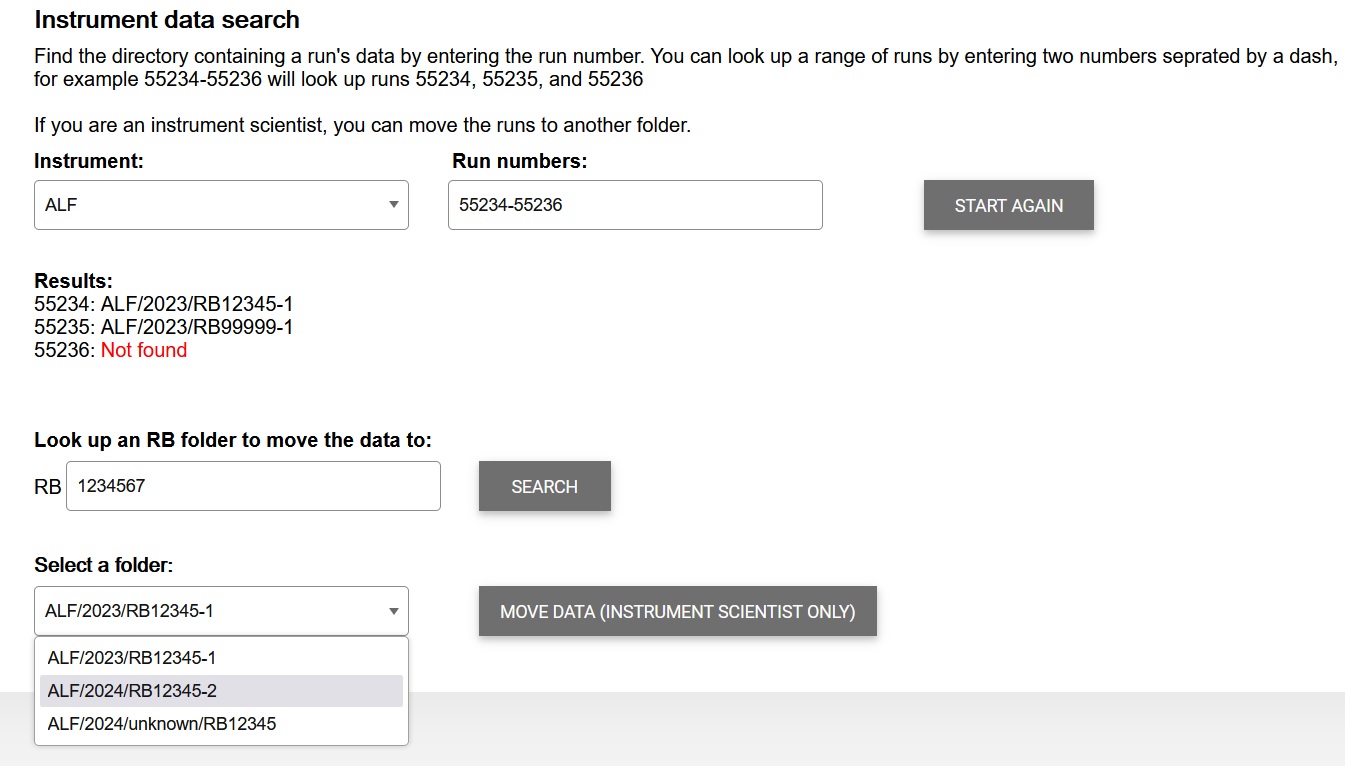 Instrument data search
Find the directory containing a run's data by entering the run number. You can look up a range of runs by entering two numbers seprated by a dash,
for example 55234-55236 will look up runs 55234, 55235, and 55236
If you are an instrument scientist, you can move the runs to another folder.
Instrument: Run numbers:
ALF 55234-55236 START AGAIN
Results:
55234: ALF/2023/RB12345-1
55235: ALF/2023/RB99999-1
55236: Not found
Look up an RB folder to move the data to:
RB 1234567 SEARCH
Select a folder:
ALF/2023/RB12345-1 MOVE DATA (INSTRUMENT SCIENTIST ONLY)
ALF/2023/RB12345-1
ALF/2024/RB12345-2
ALF/2024/unknown/RB12345